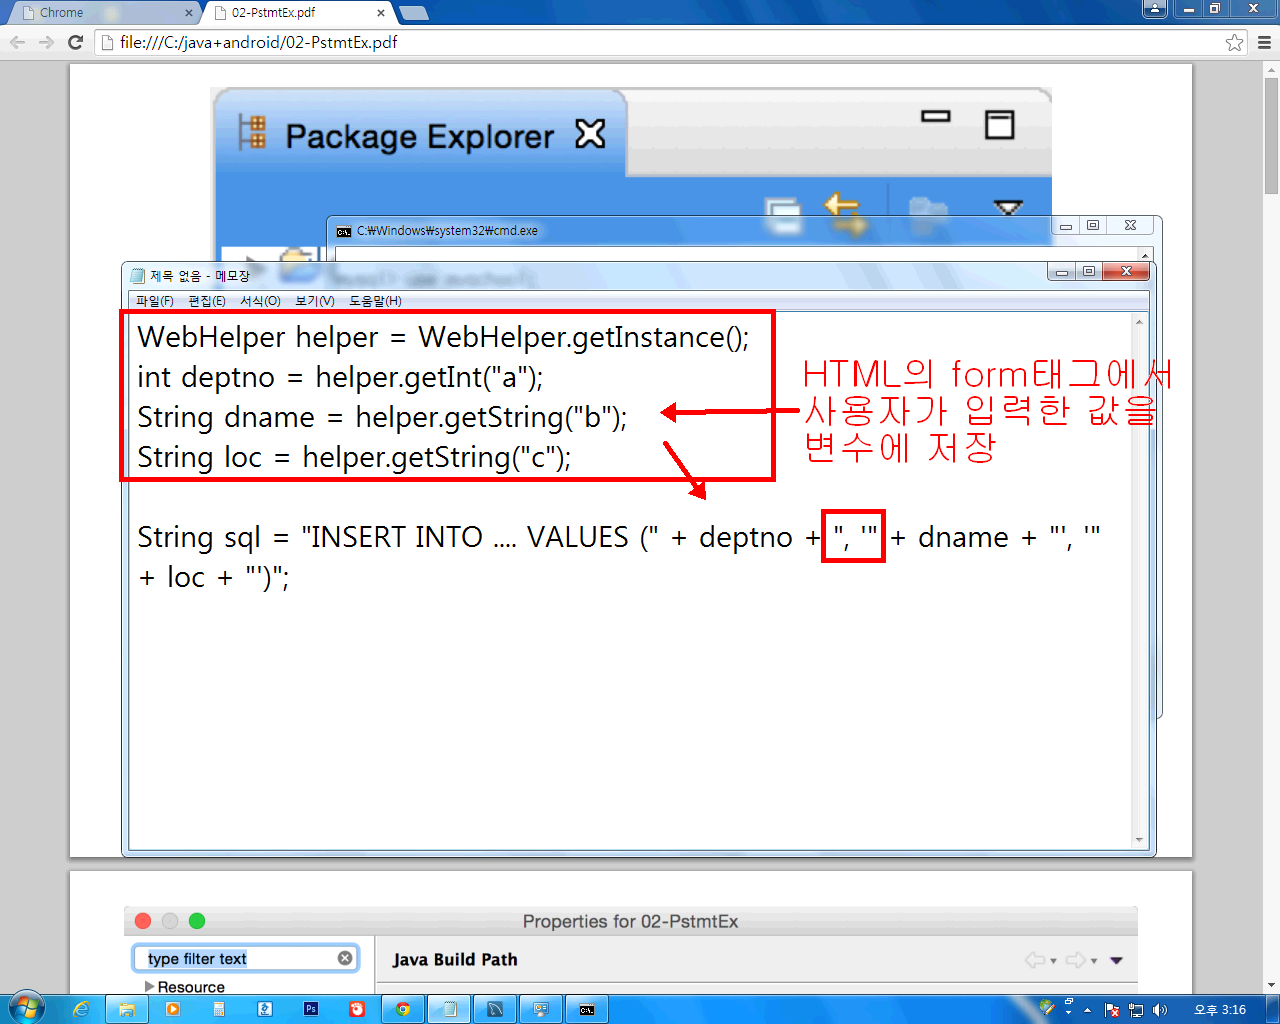 Chrome
02-PstmtEx.pdf
file:///C:/java+android/02-PstmtEx.pdf
Package Explorer
C:\Windows\system32\cmd.exe
제목 없음 - 메모장
파일(F) 편집(E) 서식(O) 보기(V) 도움말(H)
WebHelper helper = WebHelper.getInstance();
int deptno = helper.getInt("a");
String dname = helper.getString("b");
String loc = helper.getString("c");
HTML의 form태그에서
사용자가 입력한 값을
변수에 저장
String sql = "INSERT INTO .... VALUES (" + deptno + ", '" + dname + "', '"
+ loc + "')";
Properties for 02-PstmtEx
type filter text
Java Build Path
Resource
오후 3:16